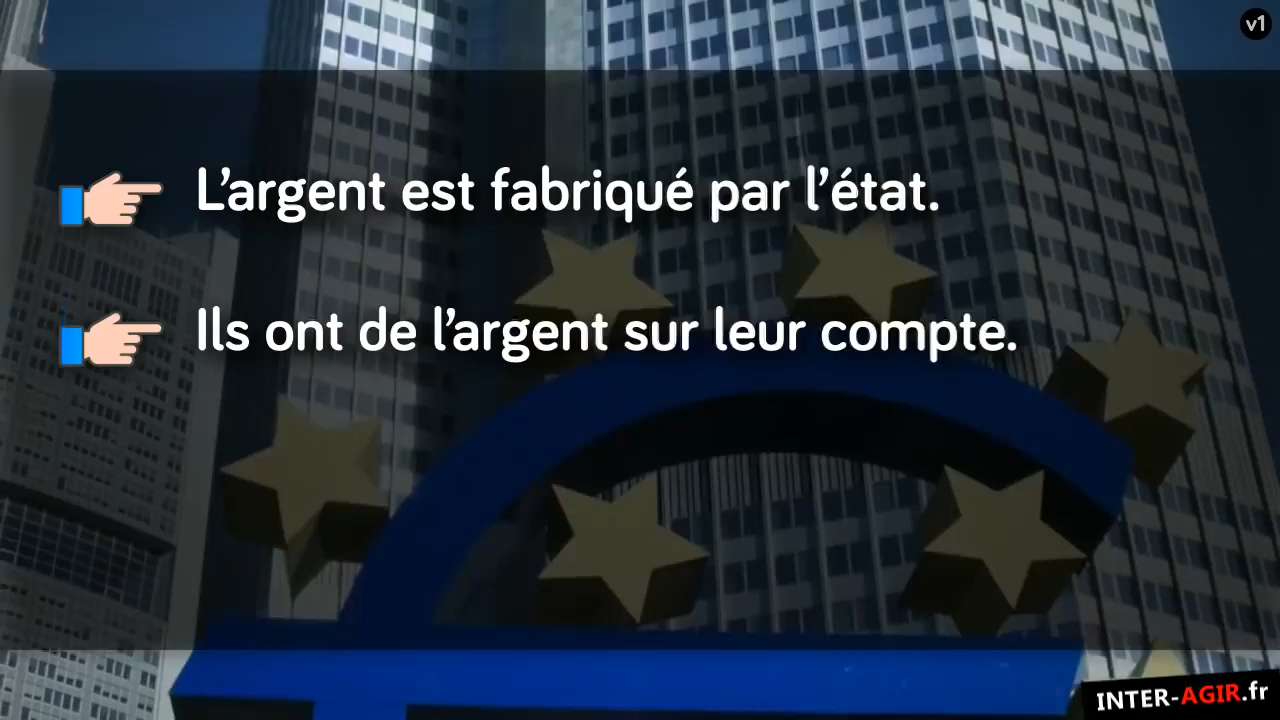 v1
L’argent est fabriqué par l’état.
Ils ont de l’argent sur leur compte.
INTER-AGIR.fr